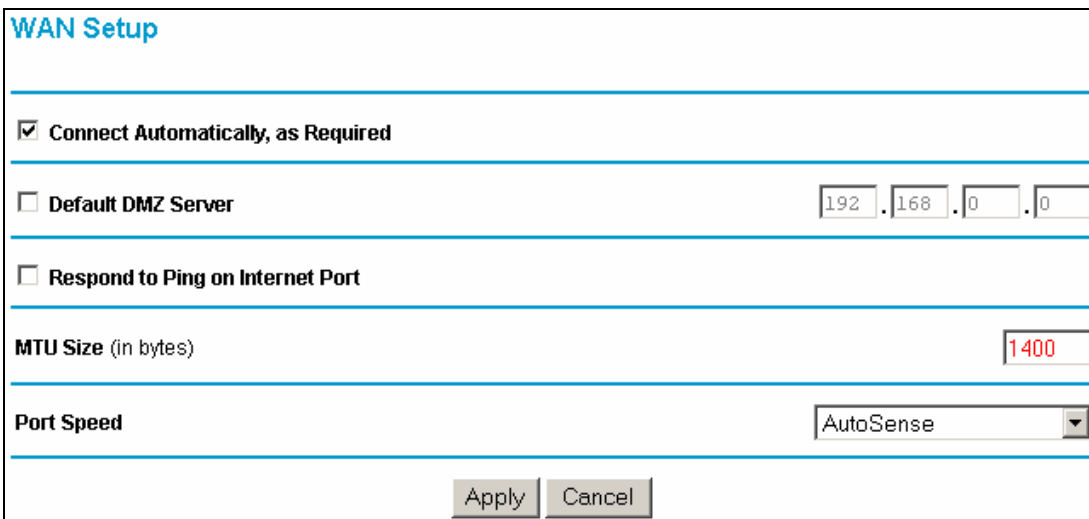 WAN Setup
Connect Automatically, as Required
Default DMZ Server 192 . 168 . 0 . 0
Respond to Ping on Internet Port
MTU Size (in bytes) 1400
Port Speed AutoSense
Apply Cancel